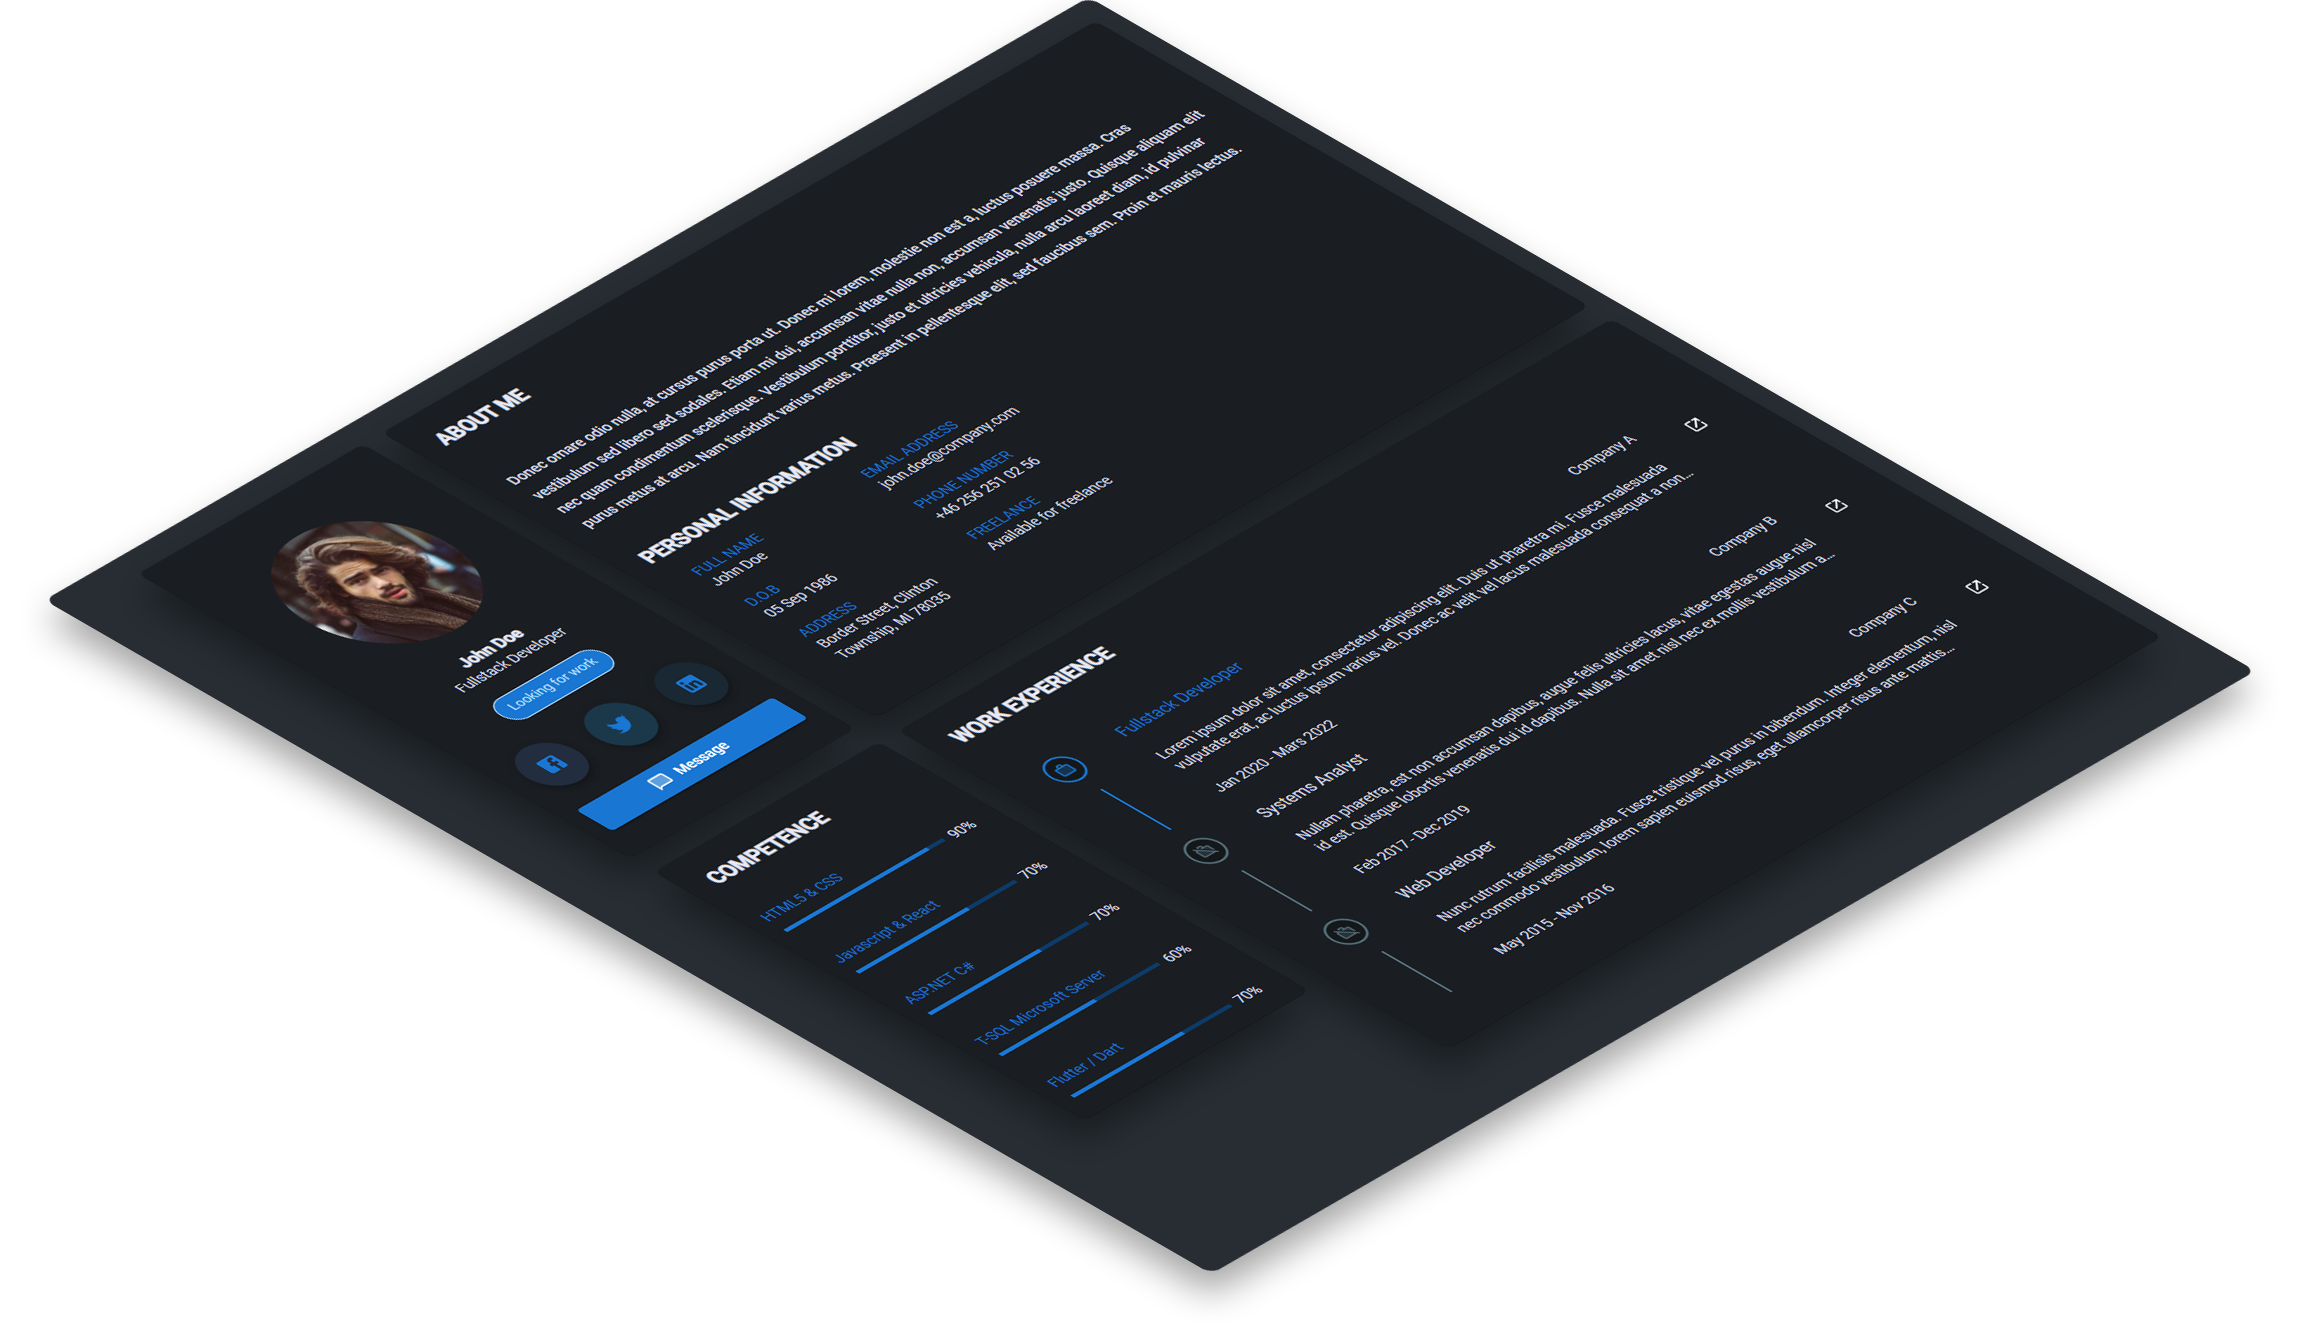 John Doe
Fullstack Developer
Looking for work
Message
ABOUT ME
Donec ornare odio nulla, at cursus purus porta ut. Donec mi lorem, molestie non est a, luctus posuere massa. Cras
vestibulum sed libero sed sodales. Etiam mi dui, accumsan vitae nulla non, accumsan venenatis justo. Quisque aliquam elit
nec quam condimentum scelerisque. Vestibulum porttitor, justo et ultricies vehicula, nulla arcu laoreet diam, id pulvinar
purus metus at arcu. Nam tincidunt varius metus. Praesent in pellentesque elit, sed faucibus sem. Proin et mauris lectus.
PERSONAL INFORMATION
FULL NAME
John Doe
D.O.B
05 Sep 1986
ADDRESS
Border Street, Clinton
Township, MI 78035
EMAIL ADDRESS
john.doe@company.com
PHONE NUMBER
+46 256 251 02 56
FREELANCE
Available for freelance
COMPETENCE
HTML5 & CSS
90%
Javascript & React
70%
ASP.NET C#
70%
T-SQL Microsoft Server
60%
Flutter / Dart
70%
WORK EXPERIENCE
Fullstack Developer
Company A
Lorem ipsum dolor sit amet, consectetur adipiscing elit. Duis ut pharetra mi. Fusce malesuada
vulputate erat, ac luctus ipsum varius vel. Donec ac velit vel lacus malesuada consequat a non...
Jan 2020 - Mars 2022
Systems Analyst
Company B
Nullam pharetra, est non accumsan dapibus, augue felis ultricies lacus, vitae egestas augue nisl
id est. Quisque lobortis venenatis dui id dapibus. Nulla sit amet nisl nec ex mollis vestibulum a...
Feb 2017 - Dec 2019
Web Developer
Company C
Nunc rutrum facilisis malesuada. Fusce tristique vel purus in bibendum. Integer elementum, nisl
nec commodo vestibulum, lorem sapien euismod risus, eget ullamcorper risus ante mattis...
May 2015 - Nov 2016